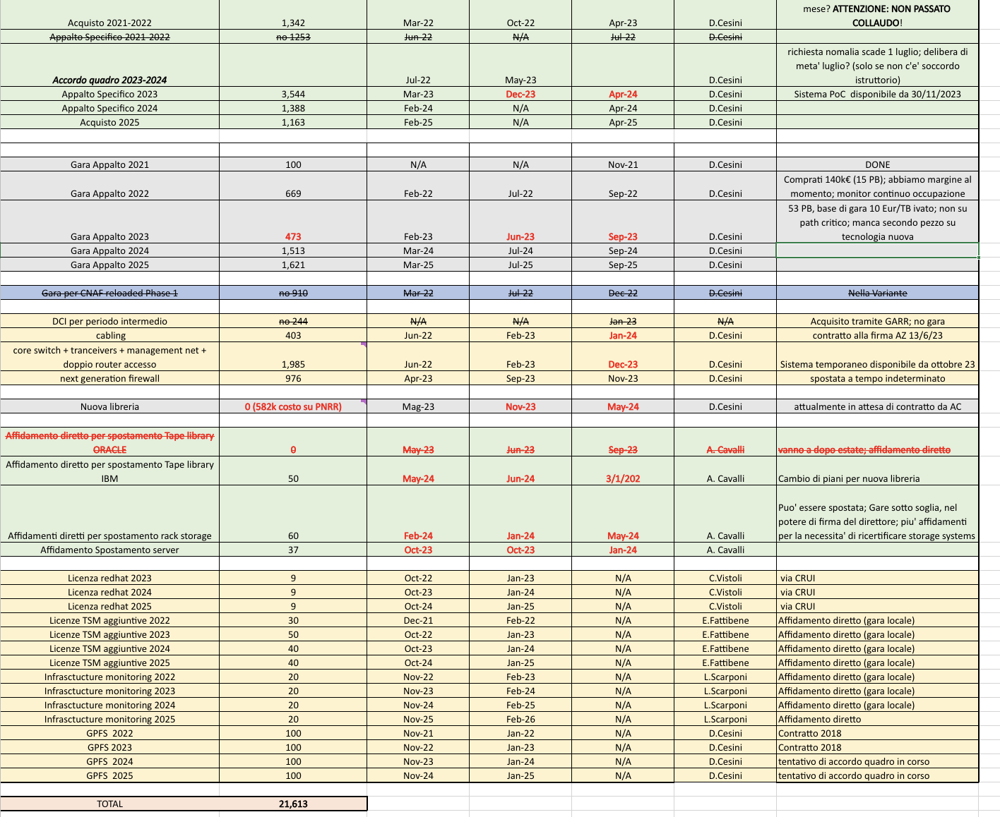 mese? ATTENZIONE: NON PASSATO
Acquisto 2021-2022 1,342 Mar-22 Oct-22 Apr-23 D.Cesini COLLAUDO!
Appalto Specifico 2021-2022 no 1253 Jun-22 N/A Jul-22 D.Cesini
richiesta nomalia scade 1 luglio; delibera di
meta' luglio? (solo se non c'e' soccordo
Accordo quadro 2023-2024 Jul-22 May-23 D.Cesini istruttorio)
Appalto Specifico 2023 3,544 Mar-23 Dec-23 Apr-24 D.Cesini Sistema PoC disponibile da 30/11/2023
Appalto Specifico 2024 1,388 Feb-24 N/A Apr-24 D.Cesini
Acquisto 2025 1,163 Feb-25 N/A Apr-25 D.Cesini
Gara Appalto 2021 100 N/A N/A Nov-21 D.Cesini DONE
Comprati 140k€ (15 PB); abbiamo margine al
Gara Appalto 2022 669 Feb-22 Jul-22 Sep-22 D.Cesini momento; monitor continuo occupazione
53 PB, base di gara 10 Eur/TB ivato; non su
path critico; manca secondo pezzo su
Gara Appalto 2023 473 Feb-23 Jun-23 Sep-23 D.Cesini tecnologia nuova
Gara Appalto 2024 1,513 Mar-24 Jul-24 Sep-24 D.Cesini
Gara Appalto 2025 1,621 Mar-25 Jul-25 Sep-25 D.Cesini
Gara per CNAF reloaded Phase 1 no 910 Mar-22 Jul-22 Dec-22 D.Cesini Nella Variante
DCI per periodo intermedio no 244 N/A N/A Jan-23 N/A Acquisito tramite GARR; no gara
cabling 403 Jun-22 Feb-23 Jan-24 D.Cesini contratto alla firma AZ 13/6/23
core switch + tranceivers + management net +
doppio router accesso 1,985 Jun-22 Feb-23 Dec-23 D.Cesini Sistema temporaneo disponibile da ottobre 23
next generation firewall 976 Apr-23 Sep-23 Nov-23 D.Cesini spostata a tempo indeterminato
Nuova libreria 0 (582k costo su PNRR) Mag-23 Nov-23 May-24 D.Cesini attualmente in attesa di contratto da AC
Affidamento diretto per spostamento Tape library
ORACLE 0 May-23 Jun-23 Sep-23 A. Cavalli vanno a dopo estate; affidamento diretto
Affidamento diretto per spostamento Tape library
IBM 50 May-24 Jun-24 3/1/202 A. Cavalli Cambio di piani per nuova libreria
Puo' essere spostata; Gare sotto soglia, nel
potere di firma del direttore; piu' affidamenti
Affidamenti diretti per spostamento rack storage 60 Feb-24 Jan-24 May-24 A. Cavalli per la necessita' di ricertificare storage systems
Affidamento Spostamento server 37 Oct-23 Oct-23 Jan-24 A. Cavalli
Licenza redhat 2023 9 Oct-22 Jan-23 N/A C.Vistoli via CRUI
Licenza redhat 2024 9 Oct-23 Jan-24 N/A C.Vistoli via CRUI
Licenza redhat 2025 9 Oct-24 Jan-25 N/A C.Vistoli via CRUI
Licenze TSM aggiuntive 2022 30 Dec-21 Feb-22 N/A E.Fattibene Affidamento diretto (gara locale)
Licenze TSM aggiuntive 2023 50 Oct-22 Jan-23 N/A E.Fattibene Affidamento diretto (gara locale)
Licenze TSM aggiuntive 2024 40 Oct-23 Jan-24 N/A E.Fattibene Affidamento diretto (gara locale)
Licenze TSM aggiuntive 2025 40 Oct-24 Jan-25 N/A E.Fattibene Affidamento diretto (gara locale)
Infrasctucture monitoring 2022 20 Nov-22 Feb-23 N/A L.Scarponi Affidamento diretto (gara locale)
Infrasctucture monitoring 2023 20 Nov-23 Feb-24 N/A L.Scarponi Affidamento diretto (gara locale)
Infrasctucture monitoring 2024 20 Nov-24 Feb-25 N/A L.Scarponi Affidamento diretto (gara locale)
Infrasctucture monitoring 2025 20 Nov-25 Feb-26 N/A L.Scarponi Affidamento diretto
GPFS 2022 100 Nov-21 Jan-22 N/A D.Cesini Contratto 2018
GPFS 2023 100 Nov-22 Jan-23 N/A D.Cesini Contratto 2018
GPFS 2024 100 Nov-23 Jan-24 N/A D.Cesini tentativo di accordo quadro in corso
GPFS 2025 100 Nov-24 Jan-25 N/A D.Cesini tentativo di accordo quadro in corso
TOTAL 21,613